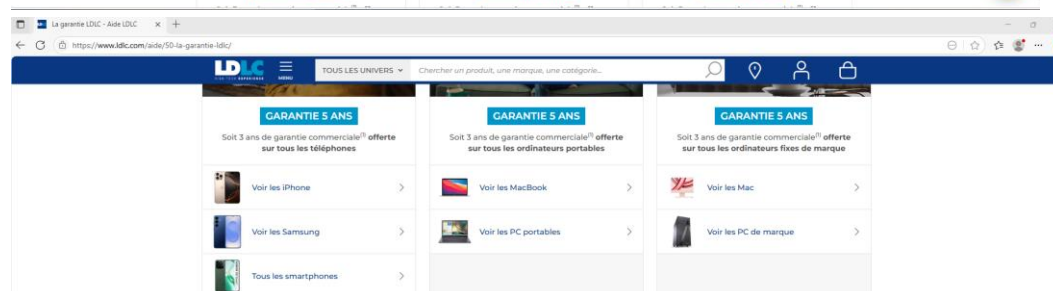 La garantie LDLC - Aide LDLC
https://www.ldlc.com/aide/50-la-garantie-ldlc/
LDLC
MENU
TOUS LES UNIVERS
Chercher un produit, une marque, une catégorie...
GARANTIE 5 ANS
Soit 3 ans de garantie commerciale(1) offerte
sur tous les téléphones
Voir les iPhone
Voir les Samsung
Tous les smartphones
GARANTIE 5 ANS
Soit 3 ans de garantie commerciale(1) offerte
sur tous les ordinateurs portables
Voir les MacBook
Voir les PC portables
GARANTIE 5 ANS
Soit 3 ans de garantie commerciale(1) offerte
sur tous les ordinateurs fixes de marque
Voir les Mac
Voir les PC de marque